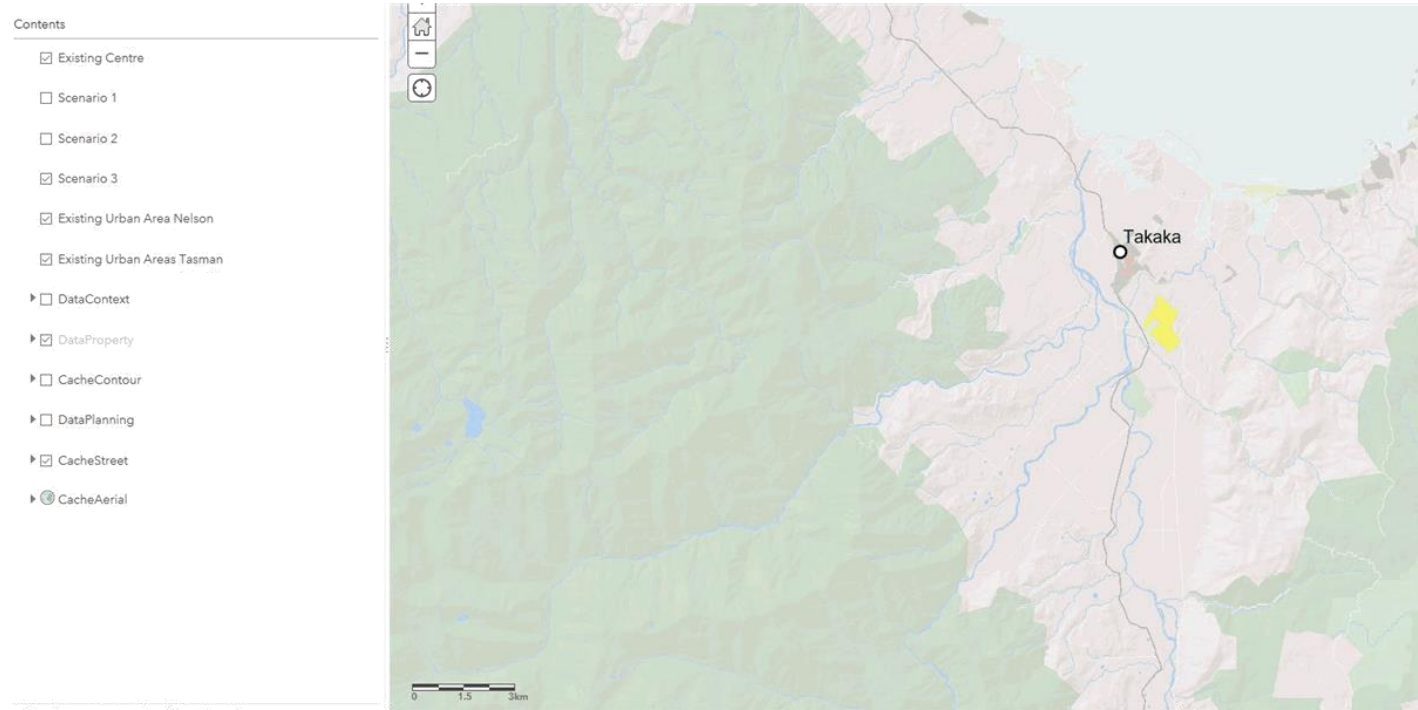 Contents
Existing Centre
Scenario 1
Scenario 2
Scenario 3
Existing Urban Area Nelson
Existing Urban Areas Tasman
DataContext
DataProperty
CacheContour
DataPlanning
CacheStreet
CacheAerial
Takaka
0 1.5 3km